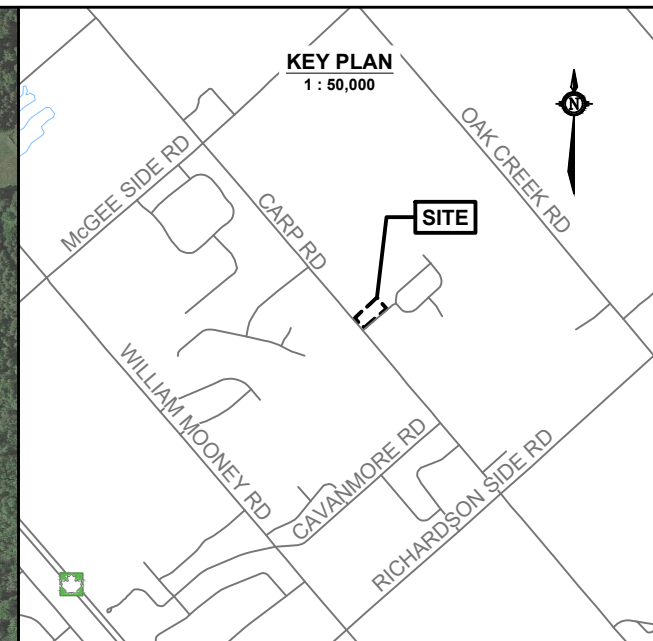 KEY PLAN
1 : 50,000
N
McGEE SIDE RD
CARP RD
OAK CREEK RD
SITE
WILLIAM MOONEY RD
CAVANMORE RD
RICHARDSON SIDE RD